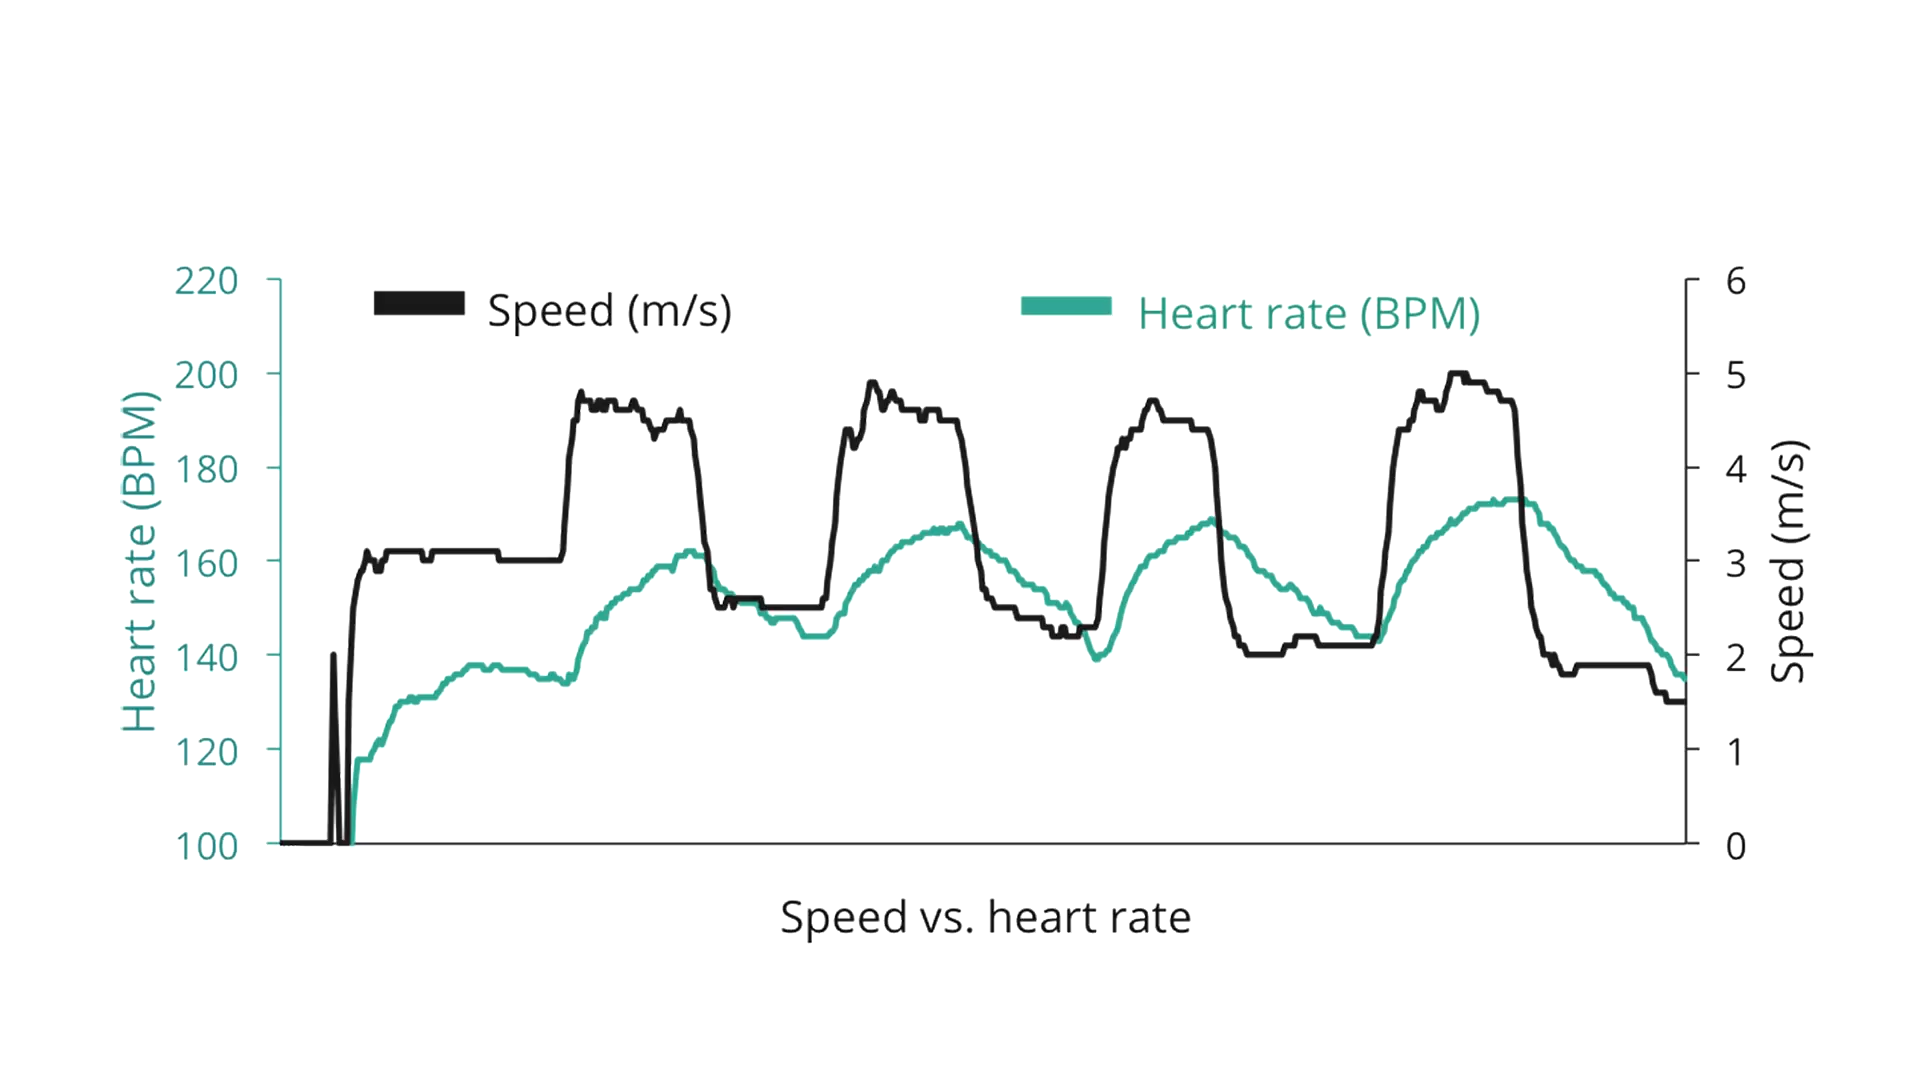 Speed (m/s)
Heart rate (BPM)
Heart rate (BPM)
220
200
180
160
140
120
100
6
5
4
3
2
1
0
Speed (m/s)
Speed vs. heart rate